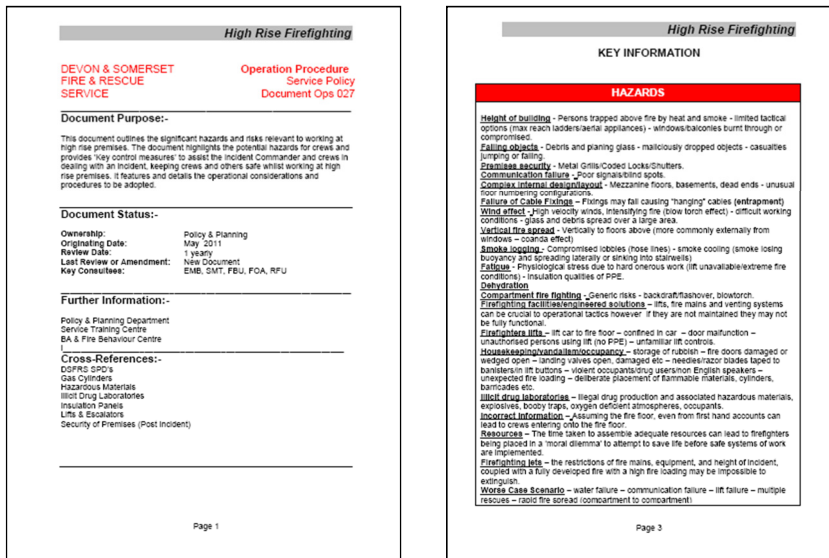 High Rise Firefighting
DEVON & SOMERSET
FIRE & RESCUE
SERVICE
Operation Procedure
Service Policy
Document Ops 027
Document Purpose:-
This document outlines the significant hazards and risks relevant to working at
high rise premises. The document highlights the potential hazards for crews and
provides 'Key control measures' to assist the Incident Commander and crews in
dealing with an incident, keeping crews and others safe whilst working at high
rise premises. It features and details the operational considerations and
procedures to be adopted.
Document Status:-
Ownership: Policy & Planning
Originating Date: May 2011
Review Date: 1 yearly
Last Review or Amendment: New Document
Key Consultees: EMB, SMT, FBU, FOA, RFU
Further Information:-
Policy & Planning Department
Service Training Centre
BA & Fire Behaviour Centre
Cross-References:-
DSFRS SPD's
Gas Cylinders
Hazardous Materials
Illicit Drug Laboratories
Insulation Panels
Lifts & Escalators
Security of Premises (Post Incident)
Page 1
High Rise Firefighting
KEY INFORMATION
HAZARDS
Height of building - Persons trapped above fire by heat and smoke - limited tactical
options (max reach ladders/aerial appliances) - windows/balconies burnt through or
compromised.
Falling objects - Debris and planing glass - maliciously dropped objects - casualties
jumping or falling.
Premises security - Metal Grills/Coded Locks/Shutters.
Communication failure - Poor signals/blind spots.
Complex internal design/layout - Mezzanine floors, basements, dead ends - unusual
floor numbering configurations.
Failure of Cable Fixings – Fixings may fail causing "hanging" cables (entrapment)
Wind effect - High velocity winds, intensifying fire (blow torch effect) - difficult working
conditions - glass and debris spread over a large area.
Vertical fire spread - Vertically to floors above (more commonly externally from
windows – coanda effect)
Smoke logging - Compromised lobbies (hose lines) - smoke cooling (smoke losing
buoyancy and spreading laterally or sinking into stairwells)
Fatigue - Physiological stress due to hard onerous work (lift unavailable/extreme fire
conditions) - insulation qualities of PPE.
Dehydration
Compartment fire fighting - Generic risks - backdraft/flashover, blowtorch.
Firefighting facilities/engineered solutions – lifts, fire mains and venting systems
can be crucial to operational tactics however if they are not maintained they may not
be fully functional.
Firefighters lifts – lift car to fire floor – confined in car – door malfunction –
unauthorised persons using lift (no PPE) – unfamiliar lift controls.
Housekeeping/vandalism/occupancy – storage of rubbish – fire doors damaged or
wedged open – landing valves open, damaged etc – needles/razor blades taped to
banisters/in lift buttons – violent occupants/drug users/non English speakers –
unexpected fire loading – deliberate placement of flammable materials, cylinders,
barricades etc.
Illicit drug laboratories – Illegal drug production and associated hazardous materials,
explosives, booby traps, oxygen deficient atmospheres, occupants.
Incorrect Information – Assuming the fire floor, even from first hand accounts can
lead to crews entering onto the fire floor.
Resources – The time taken to assemble adequate resources can lead to firefighters
being placed in a 'moral dilemma' to attempt to save life before safe systems of work
are implemented.
Firefighting jets – the restrictions of fire mains, equipment, and height of incident,
coupled with a fully developed fire with a high fire loading may be impossible to
extinguish.
Worse Case Scenario – water failure – communication failure – lift failure – multiple
rescues – rapid fire spread (compartment to compartment)
Page 3